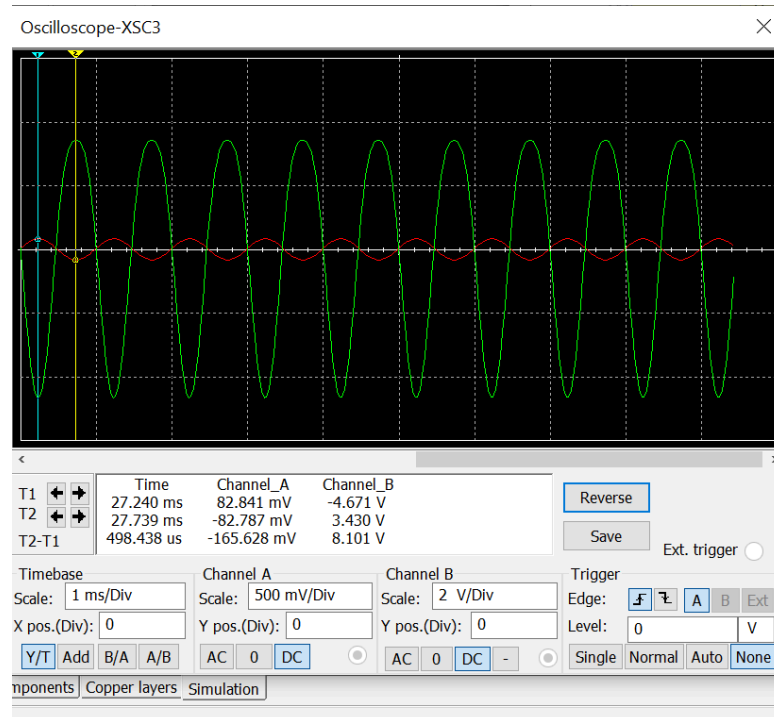 Oscilloscope-XSC3
1 2
Time Channel_A Channel_B
T1 27.240 ms 82.841 mV -4.671 V
T2 27.739 ms -82.787 mV 3.430 V
T2-T1 498.438 us -165.628 mV 8.101 V
Reverse
Save
Ext. trigger
Timebase
Scale: 1 ms/Div
X pos.(Div): 0
Y/T Add B/A A/B
Channel A
Scale: 500 mV/Div
Y pos.(Div): 0
AC 0 DC
Channel B
Scale: 2 V/Div
Y pos.(Div): 0
AC 0 DC -
Trigger
Edge: A B Ext
Level: 0 V
Single Normal Auto None
mponents Copper layers Simulation